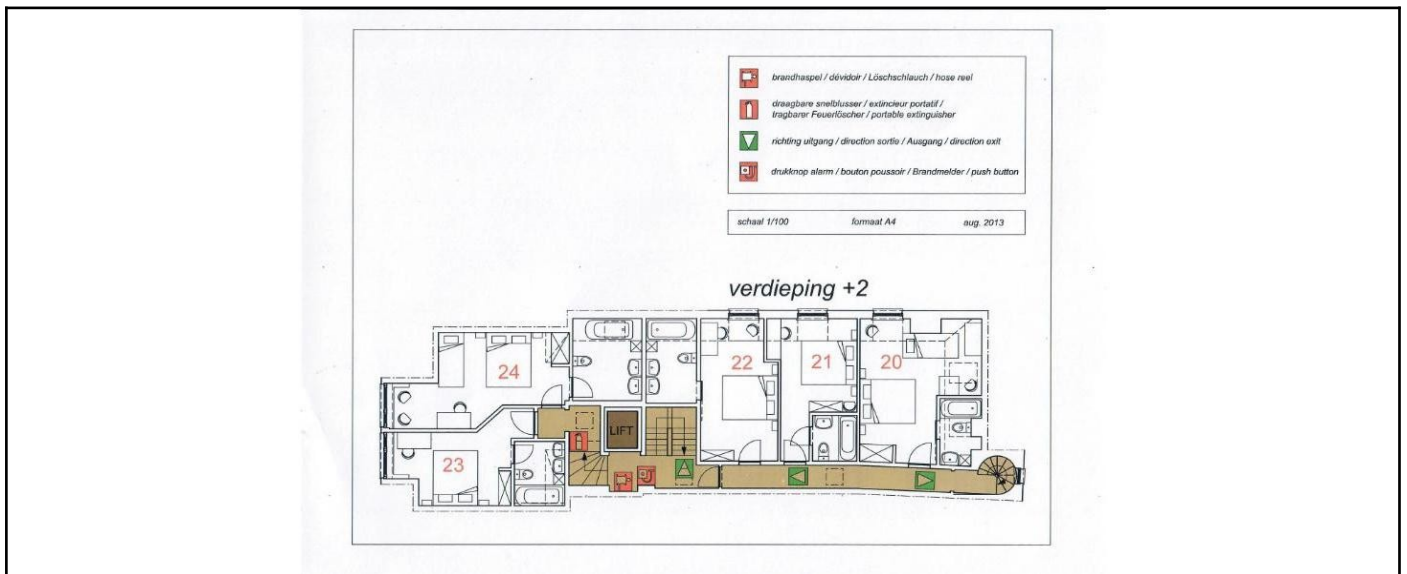 brandhaspel / dévidoir / Löschschlauch / hose reel
draagbare snelblusser / extincieur portatif /
tragbarer Feuerlöscher / portable extinguisher
richting uitgang / direction sortie / Ausgang / direction exit
drukknop alarm / bouton poussoir / Brandmelder / push button
schaal 1/100 formaat A4 aug. 2013
verdieping +2
24
22
21
20
LIFT
23